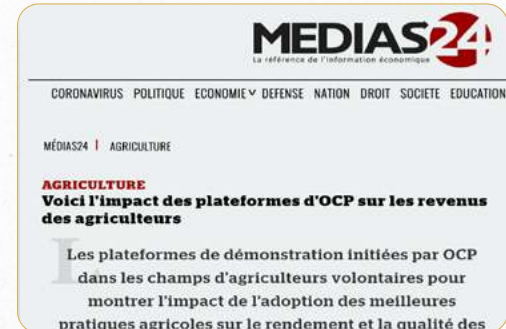 MEDIAS24
La référence de l'information économique
CORONAVIRUS POLITIQUE ECONOMIE DEFENSE NATION DROIT SOCIETE EDUCATION
MÉDIAS24 | AGRICULTURE
AGRICULTURE
Voici l'impact des plateformes d'OCP sur les revenus
des agriculteurs
L
Les plateformes de démonstration initiées par OCP
dans les champs d'agriculteurs volontaires pour
montrer l'impact de l'adoption des meilleures
pratiques agricoles sur le rendement et la qualité des